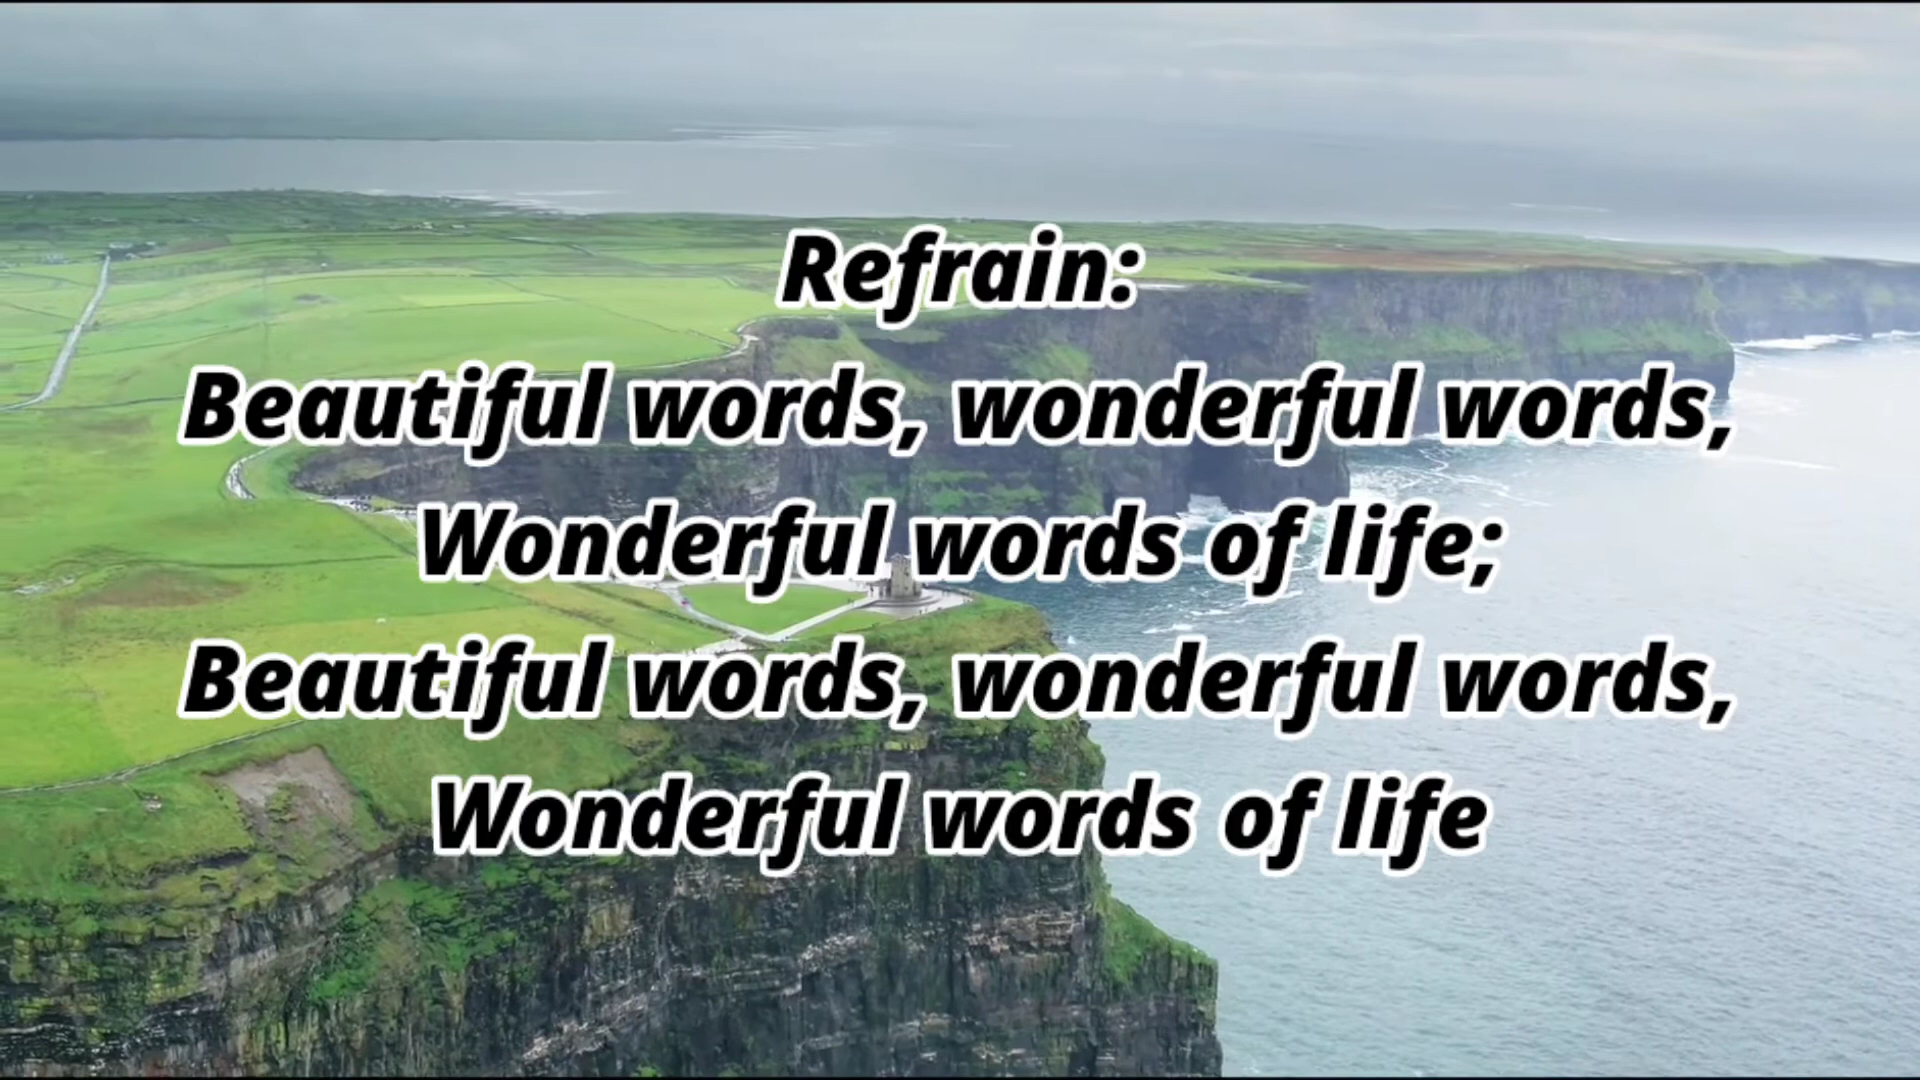 Refrain:
Beautiful words, wonderful words,
Wonderful words of life;
Beautiful words, wonderful words,
Wonderful words of life